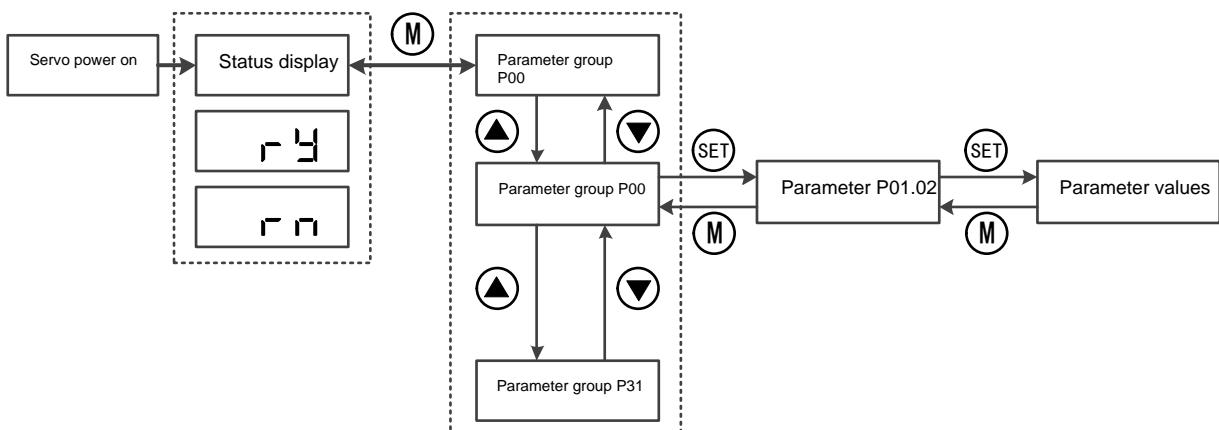 Servo power on
Status display
ry
rn
M
Parameter group
P00
Parameter group P00
Parameter group P31
SET
M
Parameter P01.02
SET
M
Parameter values